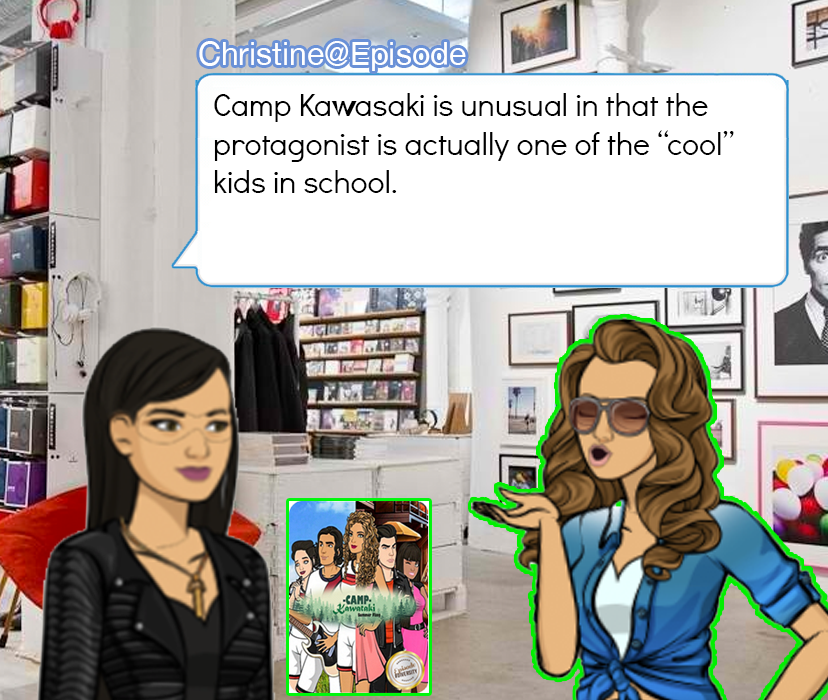 Christine@Episode
Camp Kawasaki is unusual in that the
protagonist is actually one of the “cool”
kids in school.
-CAMP-
Kawataki